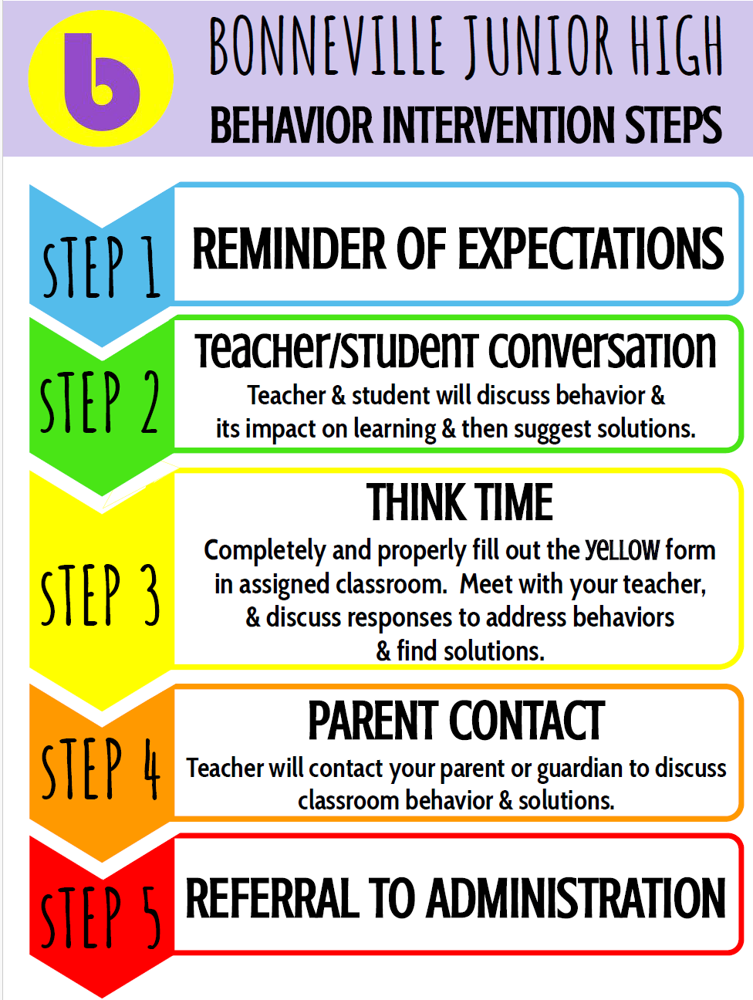 b
BONNEVILLE JUNIOR HIGH
BEHAVIOR INTERVENTION STEPS
STEP 1
REMINDER OF EXPECTATIONS
STEP 2
Teacher/Student Conversation
Teacher & student will discuss behavior &
its impact on learning & then suggest solutions.
STEP 3
THINK TIME
Completely and properly fill out the yellow form
in assigned classroom. Meet with your teacher,
& discuss responses to address behaviors
& find solutions.
STEP 4
PARENT CONTACT
Teacher will contact your parent or guardian to discuss
classroom behavior & solutions.
STEP 5
REFERRAL TO ADMINISTRATION